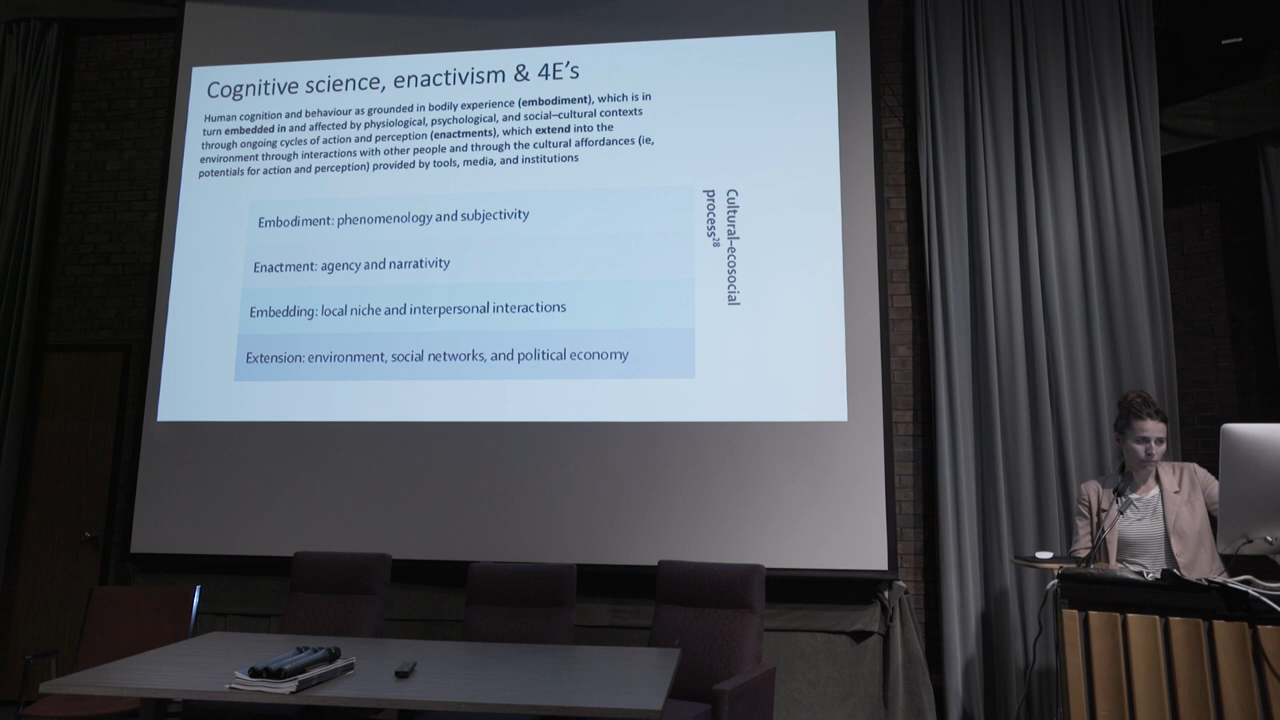 Cognitive science, enactivism & 4E's
Human cognition and behaviour as grounded in bodily experience (embodiment), which is in
turn embedded in and affected by physiological, psychological, and social–cultural contexts
through ongoing cycles of action and perception (enactments), which extend into the
environment through interactions with other people and through the cultural affordances (ie,
potentials for action and perception) provided by tools, media, and institutions
Embodiment: phenomenology and subjectivity
Enactment: agency and narrativity
Embedding: local niche and interpersonal interactions
Extension: environment, social networks, and political economy
Cultural–ecosocial
process²⁸